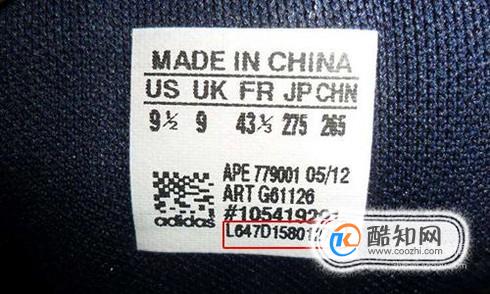 MADE IN CHINA
US UK FR JP CHN
9½ 9 43⅓ 275 265
APE 779001 05/12
ART G61126
adidas
酷知网
www.coozhi.com